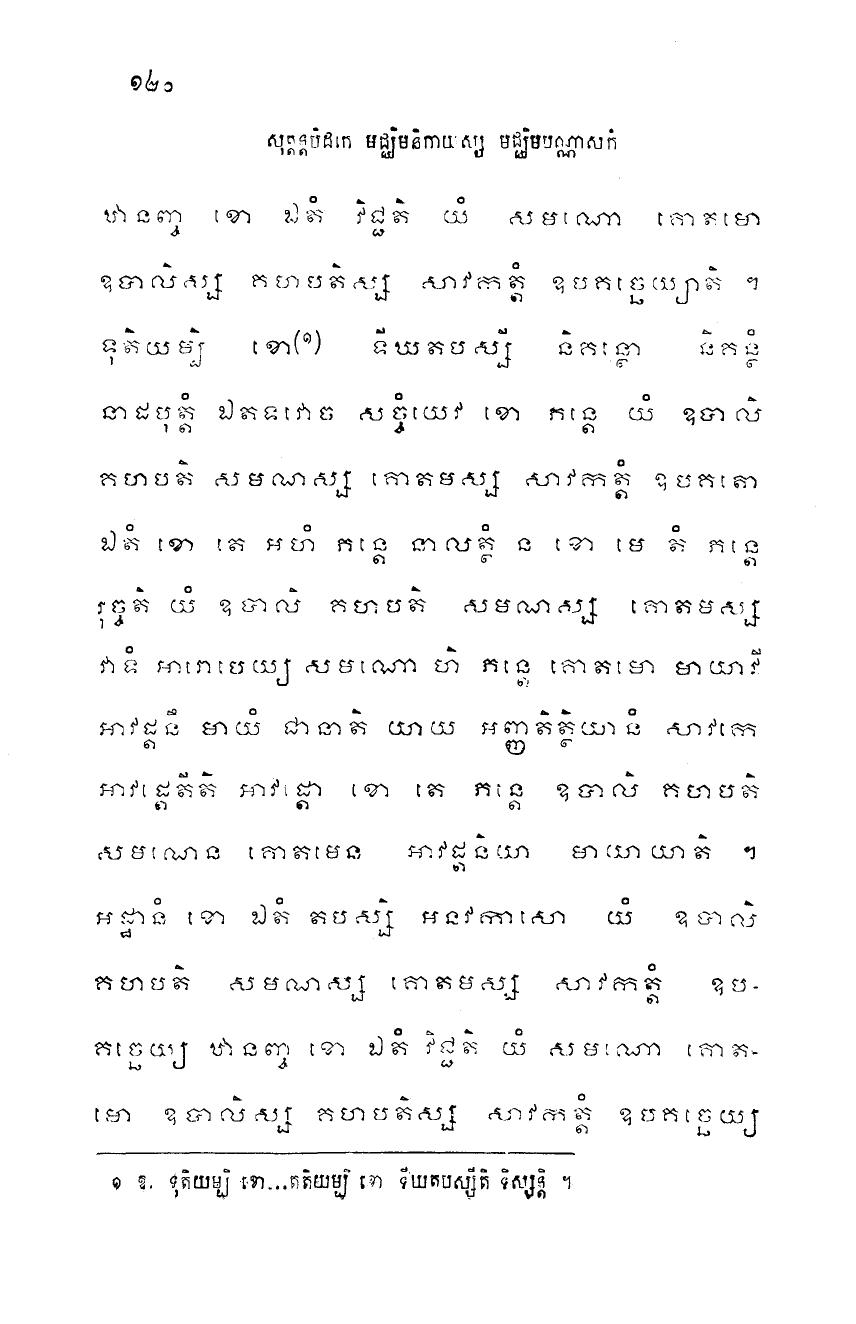 ១២០
សុត្តន្តបិដកេ មជ្ឈិមនិកាយស្ស មជ្ឈិមបណ្ណាសកំ
ឋានញ្ច ខោ ឯតំ វិជ្ជតិ យំ សមណោ គោតមោ
ឧបាលិស្ស គហបតិស្ស សាវកត្តំ ឧបគច្ឆេយ្យាតិ ។
ទុតិយម្បិ ខោ(១) ទីឃតបស្សី និគន្ថោ និគន្ថំ
នាដបុត្តំ ឯតទវោច សច្ចំយេវ ខោ ភន្តេ យំ ឧបាលិ
គហបតិ សមណស្ស គោតមស្ស សាវកត្តំ ឧបគតោ
ឯតំ ខោ តេ អហំ ភន្តេ នាលត្ថំ ន ខោ មេ តំ ភន្តេ
រុច្ចតិ យំ ឧបាលិ គហបតិ សមណស្ស គោតមស្ស
វាទំ អារោបេយ្យ សមណោ ហិ ភន្តេ គោតមោ មាយាវី
អាវដ្តនឹ មាយំ ជានាតិ យាយ អញ្ញតិត្ថិយានំ សាវកេ
អាវដ្តេតីតិ អាវដ្តោ ខោ តេ ភន្តេ ឧបាលិ គហបតិ
សមណេន គោតមេន អាវដ្តនិយា មាយាយាតិ ។
អដ្ឋានំ ខោ ឯតំ តបស្សិ អនវកាសោ យំ ឧបាលិ
គហបតិ សមណស្ស គោតមស្ស សាវកត្តំ ឧប-
គច្ឆេយ្យ ឋានញ្ច ខោ ឯតំ វិជ្ជតិ យំ សមណោ គោត-
មោ ឧបាលិស្ស គហបតិស្ស សាវកត្តំ ឧបគច្ឆេយ្យ
១ ឱ. ទុតិយម្បិ ខោ...តតិយម្បិ ខោ ទីឃតបស្សីតិ ទិស្សន្តិ ។